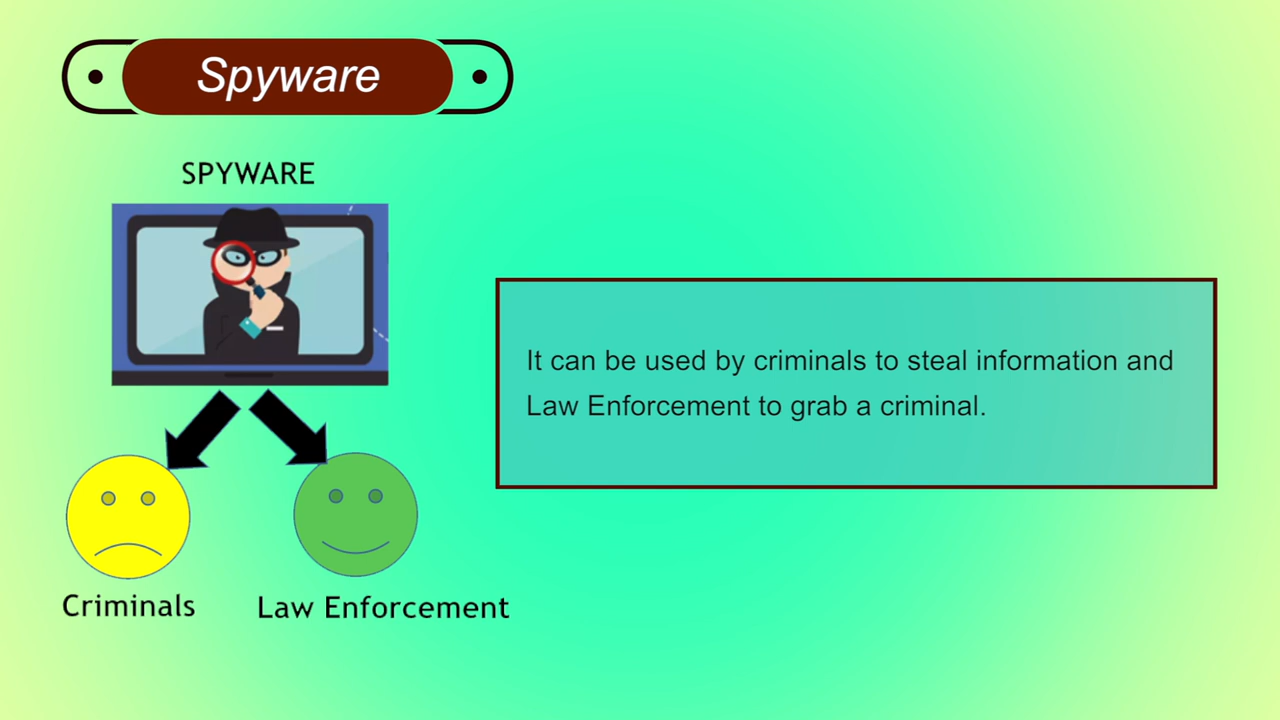 Spyware
SPYWARE
It can be used by criminals to steal information and
Law Enforcement to grab a criminal.
Criminals
Law Enforcement